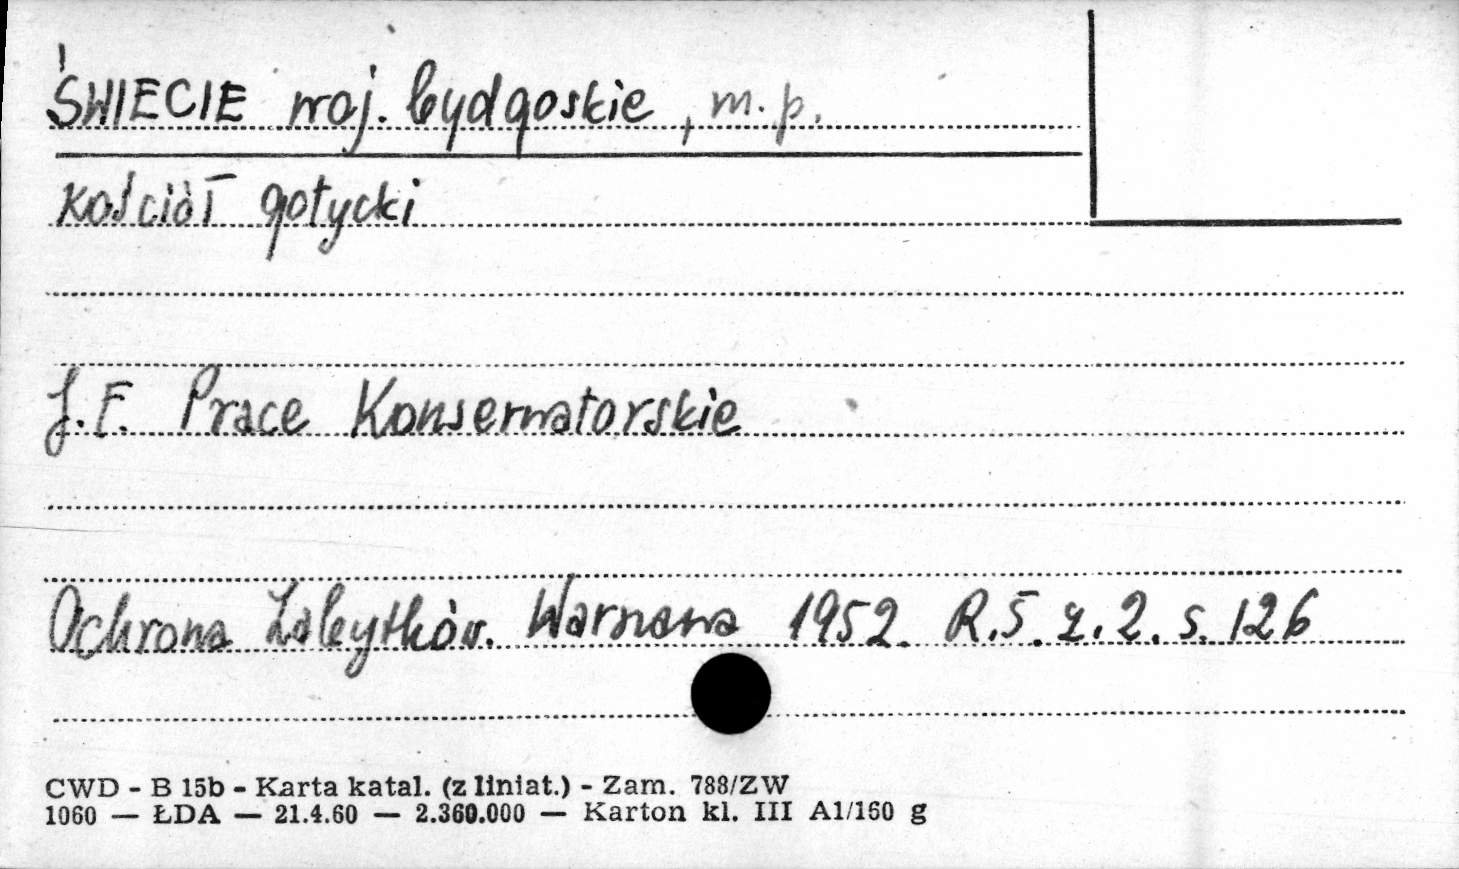 ŚWIECIE woj. bydgoskie, m. p.
Kościół gotycki
J.F. Prace Konserwatorskie
Ochrona Zabytków. Warszawa 1952. R.5. z.2. s.126
CWD - B 15b - Karta katal. (z liniat.) - Zam. 788/ZW
1060 — ŁDA — 21.4.60 — 2.360.000 — Karton kl. III A1/160 g